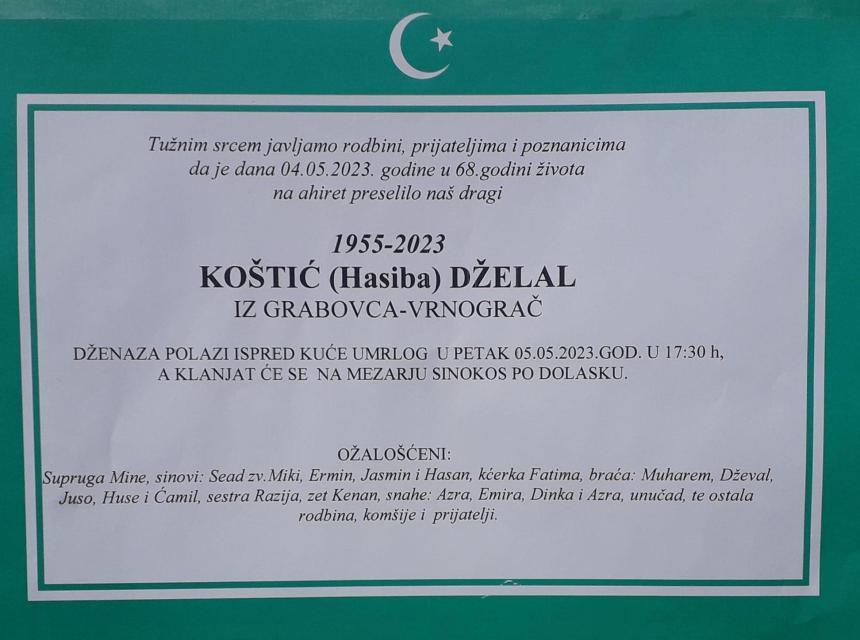 Tužnim srcem javljamo rodbini, prijateljima i poznanicima
da je dana 04.05.2023. godine u 68.godini života
na ahiret preselilo naš dragi
1955-2023
KOŠTIĆ (Hasiba) DŽELAL
IZ GRABOVCA-VRNOGRAČ
DŽENAZA POLAZI ISPRED KUĆE UMRLOG U PETAK 05.05.2023.GOD. U 17:30 h,
A KLANJAT ĆE SE NA MEZARJU SINOKOS PO DOLASKU.
OŽALOŠĆENI:
Supruga Mine, sinovi: Sead zv.Miki, Ermin, Jasmin i Hasan, kćerka Fatima, braća: Muharem, Dževal,
Juso, Huse i Ćamil, sestra Razija, zet Kenan, snahe: Azra, Emira, Dinka i Azra, unučad, te ostala
rodbina, komšije i prijatelji.